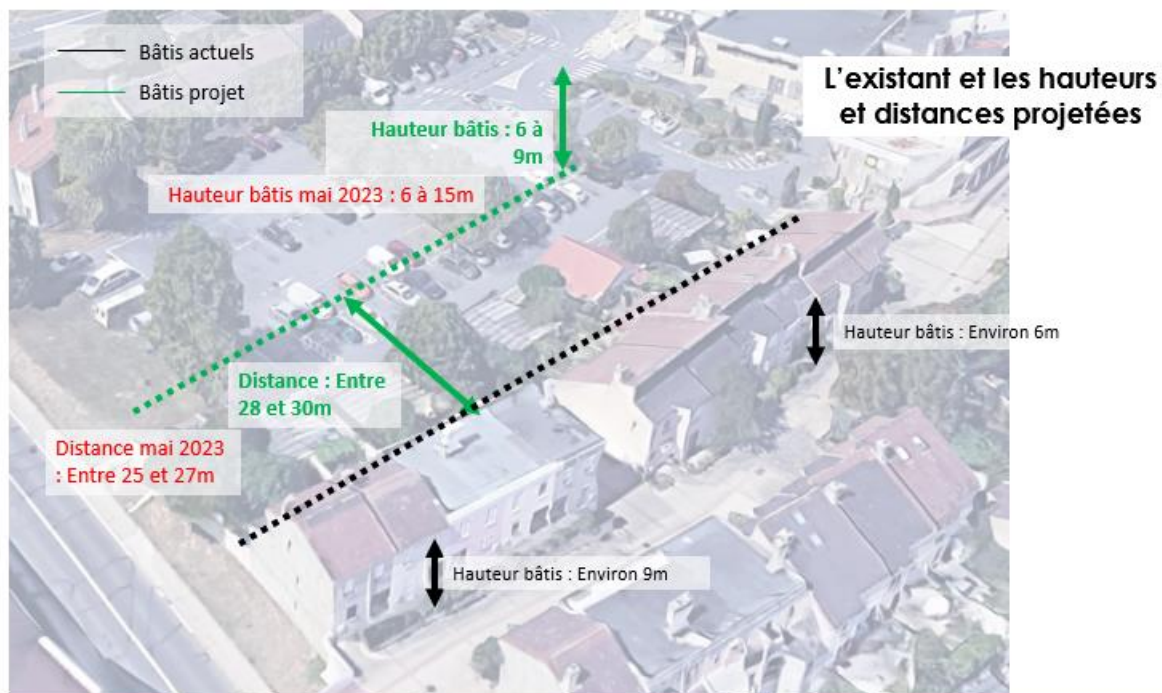 Bâtis actuels
Bâtis projet
L'existant et les hauteurs
et distances projetées
Hauteur bâtis : 6 à
9m
Hauteur bâtis mai 2023 : 6 à 15m
Hauteur bâtis : Environ 6m
Distance : Entre
28 et 30m
Distance mai 2023
: Entre 25 et 27m
Hauteur bâtis : Environ 9m